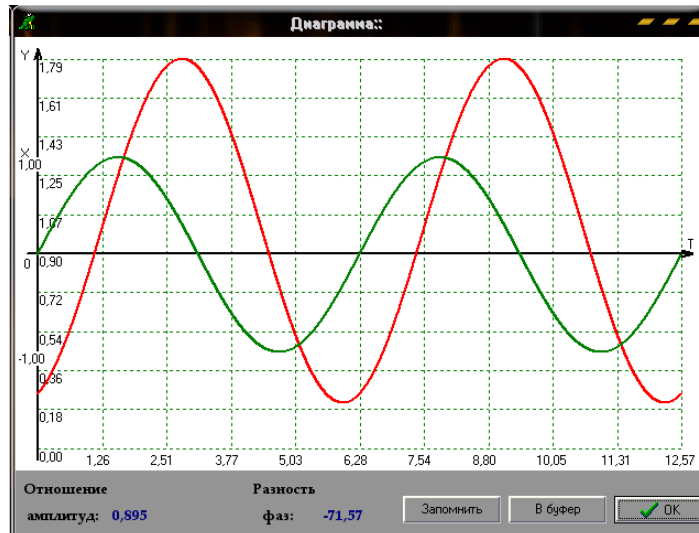 Диаграмма::
Y
1,79
1,61
1,43
X
1,00
1,25
1,07
T
0
0,90
0,72
0,54
-1,00
0,36
0,18
0,00
1,26 2,51 3,77 5,03 6,28 7,54 8,80 10,05 11,31 12,57
Отношение Разность
амплитуд: 0,895 фаз: -71,57 Запомнить В буфер OK